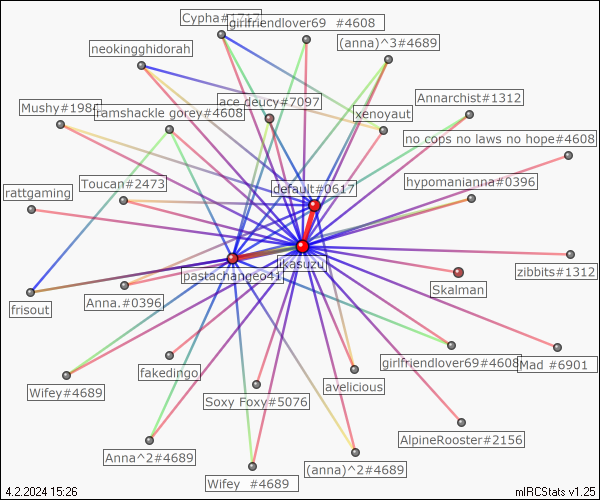 Cypha#1717
girlfriendlover69 #4608
(anna)^3#4689
neokingghidorah
Annarchist#1312
Mushy#1984
ramshackle gorey#4608
ace deucy#7097
xenoyaut
no cops no laws no hope#4608
Toucan#2473
default#0617
hypomanianna#0396
rattgaming
ikasuzu
zibbits#1312
pastachangeo41
Skalman
frisout
Anna.#0396
fakedingo
girlfriendlover69#4608
Mad #6901
Wifey#4689
Soxy Foxy#5076
avelicious
AlpineRooster#2156
Anna^2#4689
(anna)^2#4689
Wifey #4689
4.2.2024 15:26
mIRCStats v1.25